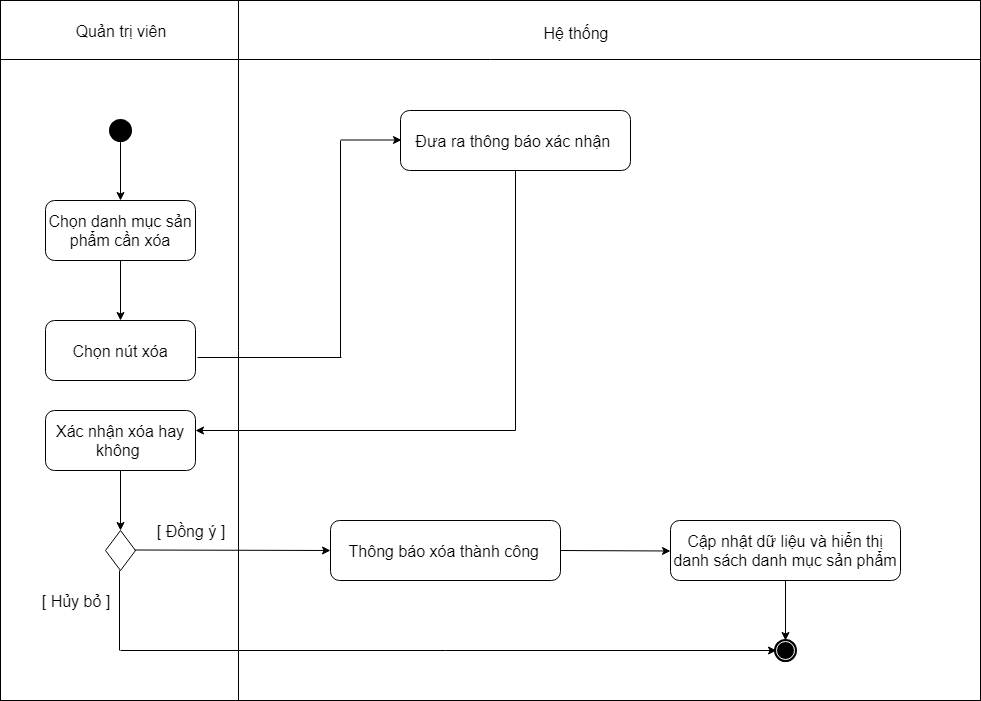 Quản trị viên
Hệ thống
Đưa ra thông báo xác nhận
Chọn danh mục sản
phẩm cần xóa
Chọn nút xóa
Xác nhận xóa hay
không
[ Đồng ý ]
Thông báo xóa thành công
Cập nhật dữ liệu và hiển thị
danh sách danh mục sản phẩm
[ Hủy bỏ ]